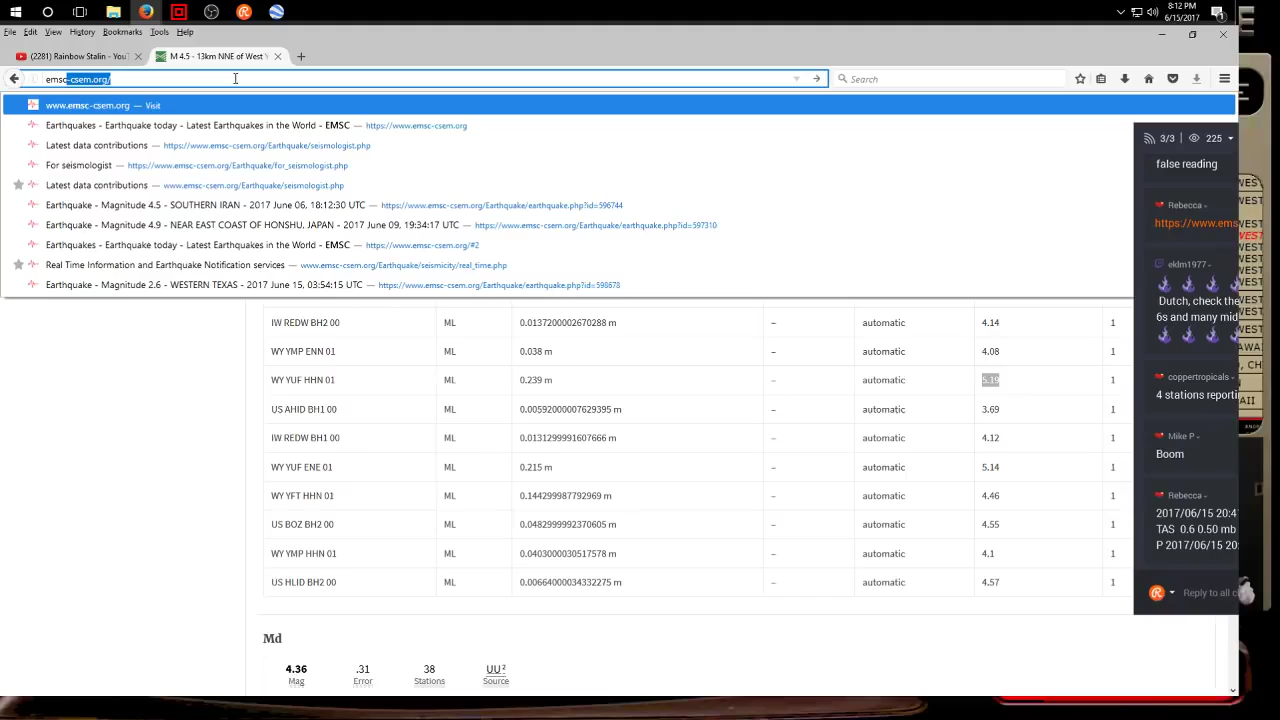 8:12 PM
6/15/2017
File Edit View History Bookmarks Tools Help
(2281) Rainbow Stalin - YouT
M 4.5 - 13km NNE of West Y
emsc-csem.org/
Search
www.emsc-csem.org — Visit
Earthquakes - Earthquake today - Latest Earthquakes in the World - EMSC — https://www.emsc-csem.org
Latest data contributions — https://www.emsc-csem.org/Earthquake/seismologist.php
For seismologist — https://www.emsc-csem.org/Earthquake/for_seismologist.php
Latest data contributions — www.emsc-csem.org/Earthquake/seismologist.php
Earthquake - Magnitude 4.5 - SOUTHERN IRAN - 2017 June 06, 18:12:30 UTC — https://www.emsc-csem.org/Earthquake/earthquake.php?id=596744
Earthquake - Magnitude 4.9 - NEAR EAST COAST OF HONSHU, JAPAN - 2017 June 09, 19:34:17 UTC — https://www.emsc-csem.org/Earthquake/earthquake.php?id=597310
Earthquakes - Earthquake today - Latest Earthquakes in the World - EMSC — https://www.emsc-csem.org/#2
Real Time Information and Earthquake Notification services — www.emsc-csem.org/Earthquake/seismicity/real_time.php
Earthquake - Magnitude 2.6 - WESTERN TEXAS - 2017 June 15, 03:54:15 UTC — https://www.emsc-csem.org/Earthquake/earthquake.php?id=598678
IW REDW BH2 00 ML 0.0137200002670288 m – automatic 4.14 1
WY YMP ENN 01 ML 0.038 m – automatic 4.08 1
WY YUF HHN 01 ML 0.239 m – automatic 5.19 1
US AHID BH1 00 ML 0.00592000007629395 m – automatic 3.69 1
IW REDW BH1 00 ML 0.0131299991607666 m – automatic 4.12 1
WY YUF ENE 01 ML 0.215 m – automatic 5.14 1
WY YFT HHN 01 ML 0.144299987792969 m – automatic 4.46 1
US BOZ BH2 00 ML 0.0482999992370605 m – automatic 4.55 1
WY YMP HHN 01 ML 0.0403000030517578 m – automatic 4.1 1
US HLID BH2 00 ML 0.00664000034332275 m – automatic 4.57 1
Md
4.36 .31 38 UU²
Mag Error Stations Source
3/3 225
false reading
Rebecca
https://www.ems
eklm1977
Dutch, check the
6s and many mid
coppertropicals
4 stations reporti
Mike P
Boom
Rebecca
2017/06/15 20:4
TAS 0.6 0.50 mb
P 2017/06/15 20:
Reply to all c